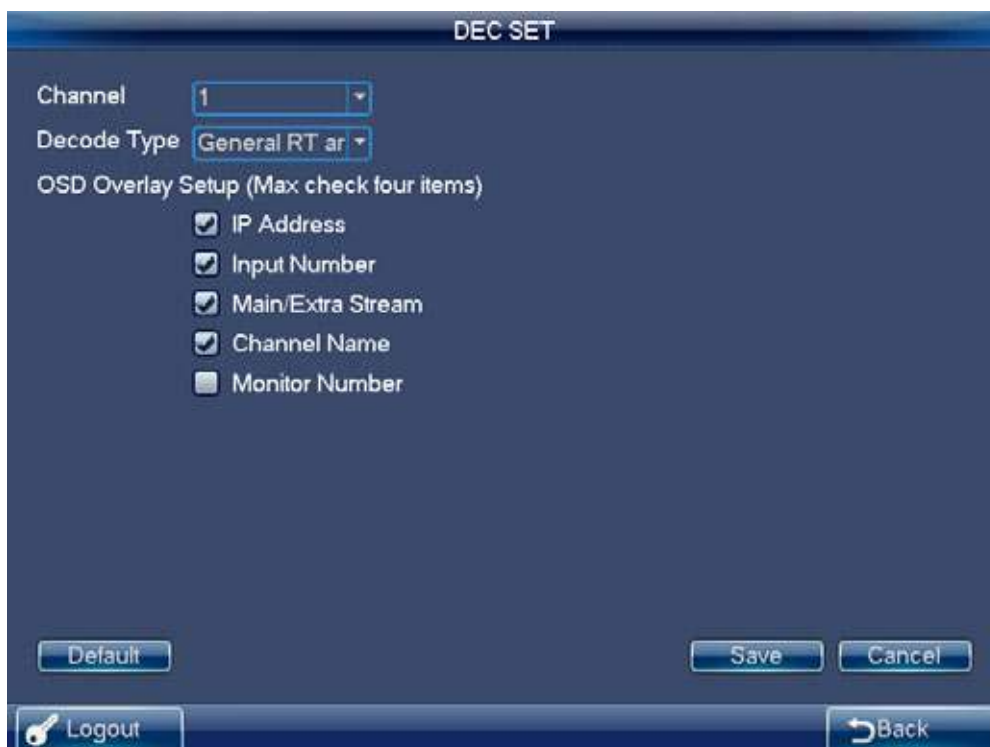 DEC SET
Channel 1
Decode Type General RT ar
OSD Overlay Setup (Max check four items)
IP Address
Input Number
Main/Extra Stream
Channel Name
Monitor Number
Default Save Cancel
Logout Back